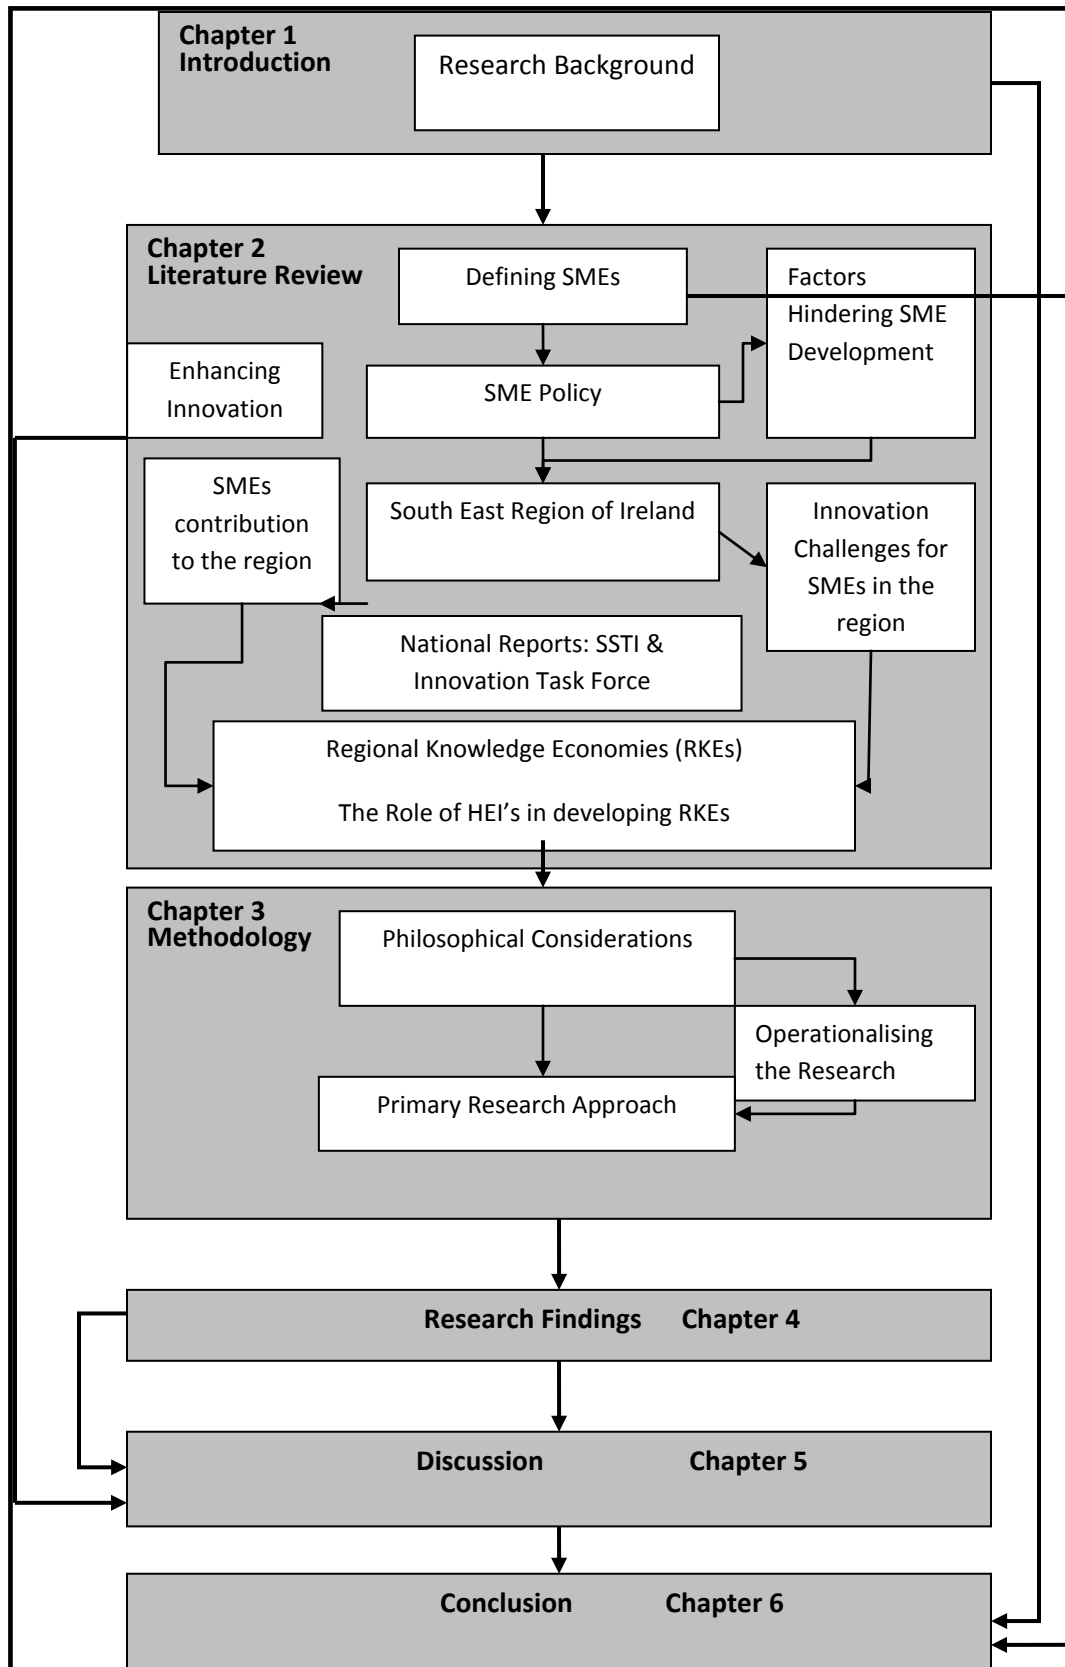 Chapter 1
Introduction
Research Background
Chapter 2
Literature Review
Defining SMEs
Factors
Hindering SME
Development
Enhancing
Innovation
SME Policy
SMEs
contribution
to the region
South East Region of Ireland
Innovation
Challenges for
SMEs in the
region
National Reports: SSTI &
Innovation Task Force
Regional Knowledge Economies (RKEs)
The Role of HEI’s in developing RKEs
Chapter 3
Methodology
Philosophical Considerations
Operationalising
the Research
Primary Research Approach
Research Findings Chapter 4
Discussion Chapter 5
Conclusion Chapter 6